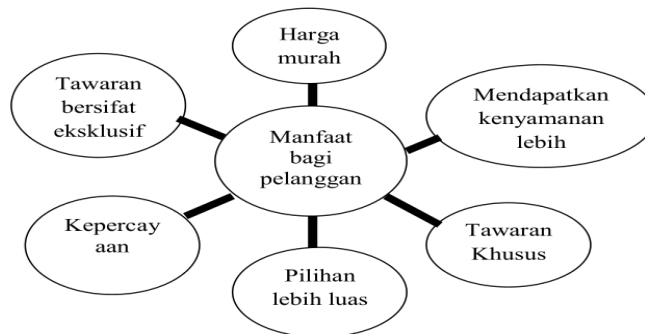 Harga
murah
Tawaran
bersifat
eksklusif
Mendapatkan
kenyamanan
lebih
Manfaat
bagi
pelanggan
Kepercay
aan
Tawaran
Khusus
Pilihan
lebih luas